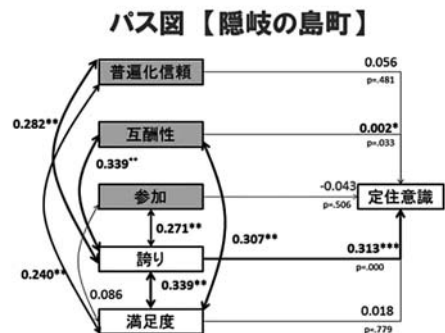 パス図【隠岐の島町】
普遍化信頼
0.056
p=.481
0.282**
互酬性
0.002*
p=.033
0.339**
参加
-0.043
p=.506
定住意識
0.271**
0.307**
誇り
0.313***
p=.000
0.240**
0.086
0.339**
0.018
満足度
p=.779